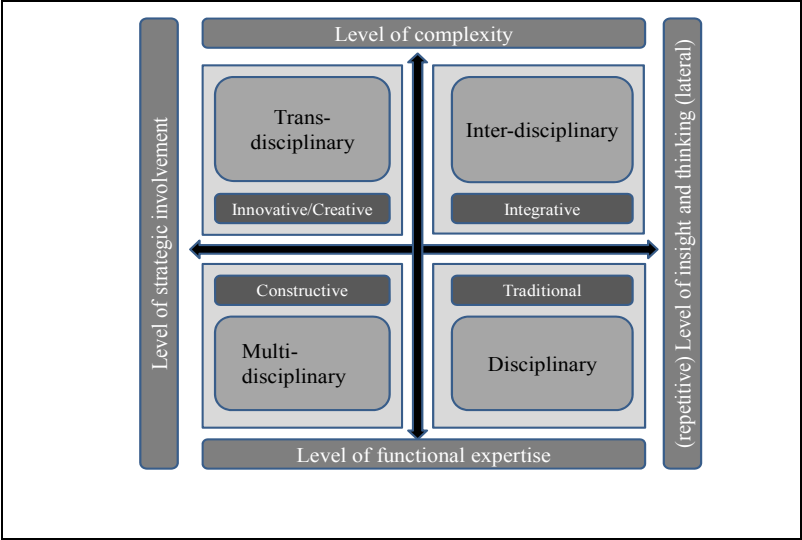 Level of complexity
Level of strategic involvement
Trans-
disciplinary
Innovative/Creative
Inter-disciplinary
Integrative
Constructive
Multi-
disciplinary
Traditional
Disciplinary
(repetitive) Level of insight and thinking (lateral)
Level of functional expertise